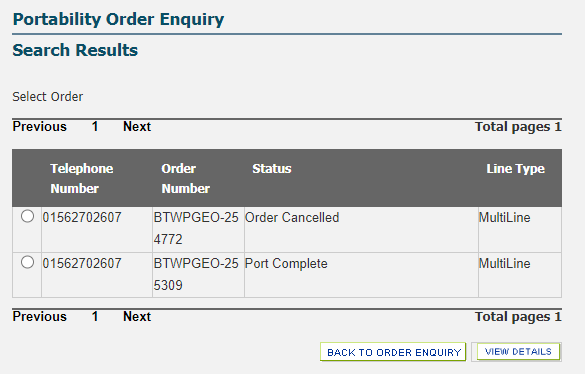 Portability Order Enquiry
Search Results
Select Order
Previous 1 Next Total pages 1
Telephone Number Order Number Status Line Type
01562702607 BTWPGEO-254772 Order Cancelled MultiLine
01562702607 BTWPGEO-255309 Port Complete MultiLine
Previous 1 Next Total pages 1
BACK TO ORDER ENQUIRY VIEW DETAILS